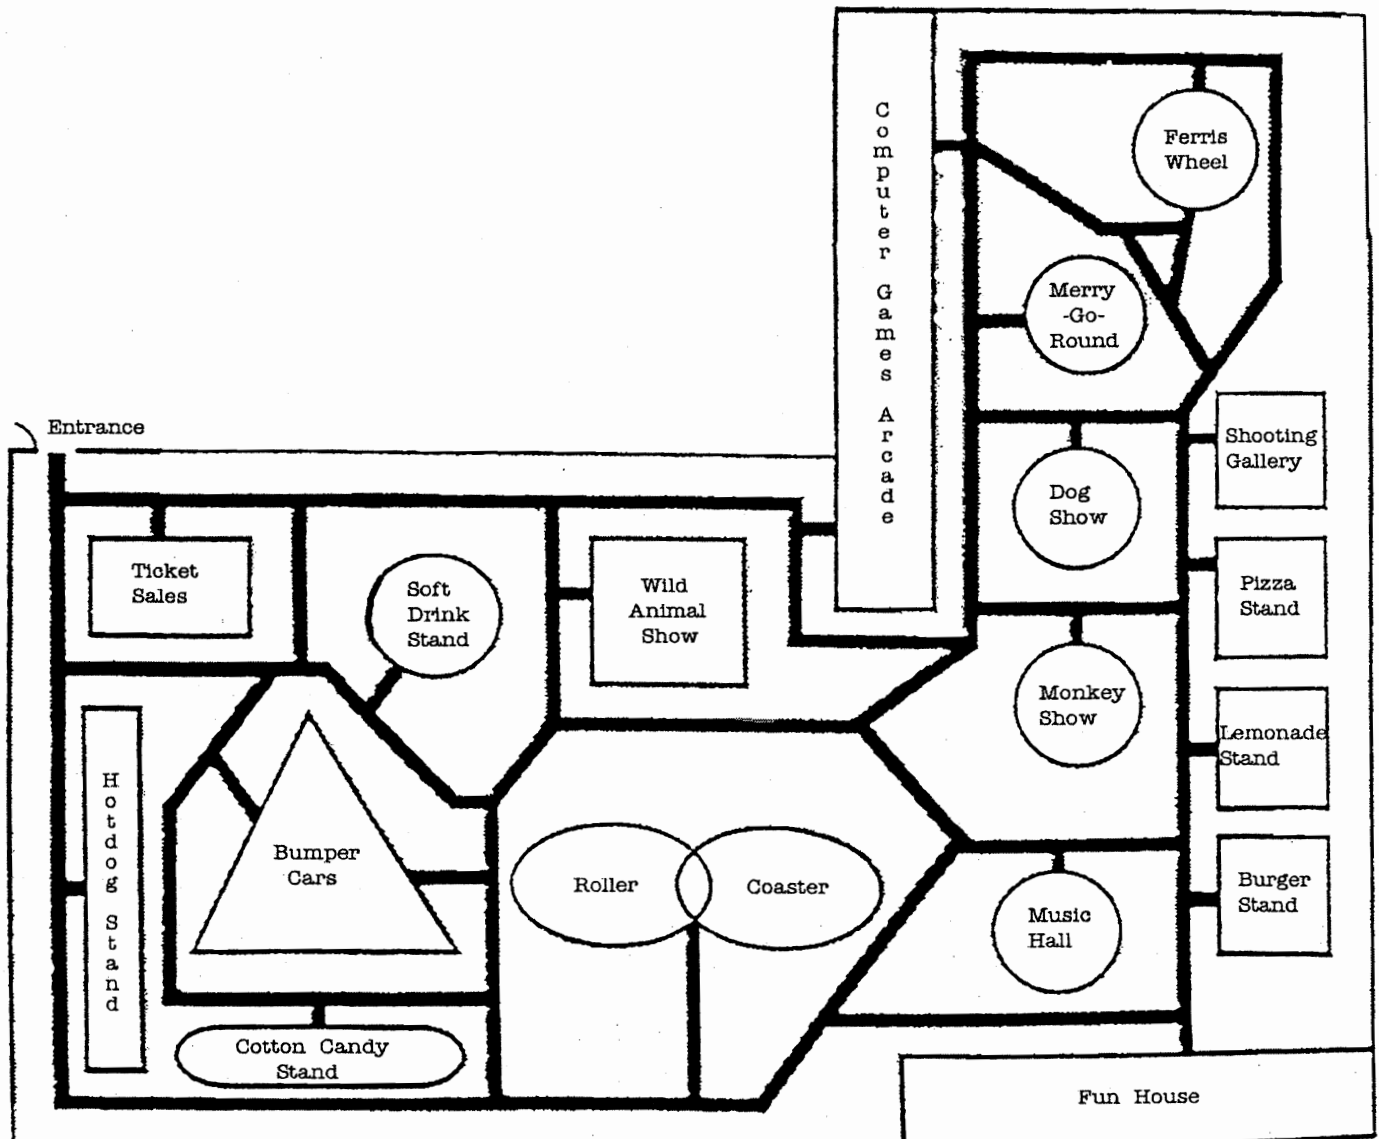 Computer Games Arcade
Ferris
Wheel
Merry
-Go-
Round
Entrance
Shooting
Gallery
Dog
Show
Ticket
Sales
Soft
Drink
Stand
Wild
Animal
Show
Pizza
Stand
Monkey
Show
Lemonade
Stand
Hotdog Stand
Bumper
Cars
Roller
Coaster
Burger
Stand
Music
Hall
Cotton Candy
Stand
Fun House